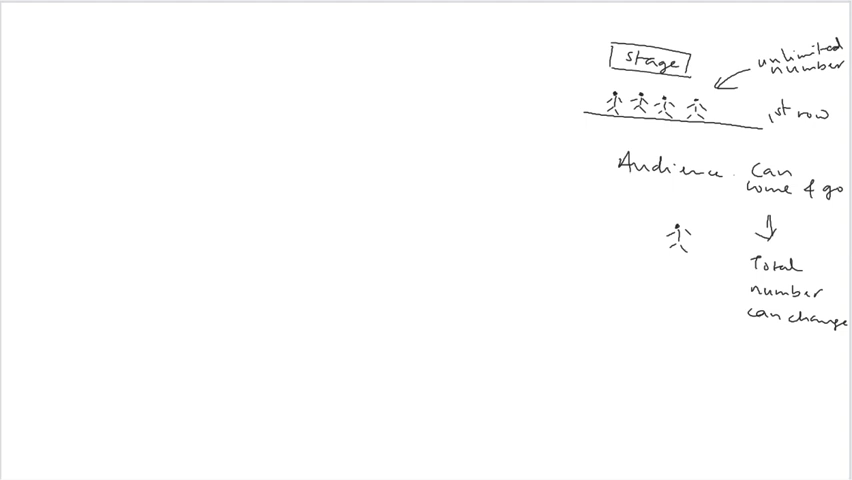 stage
unlimited
number
1st row
Audience. Can
come & go
Total
number
can change